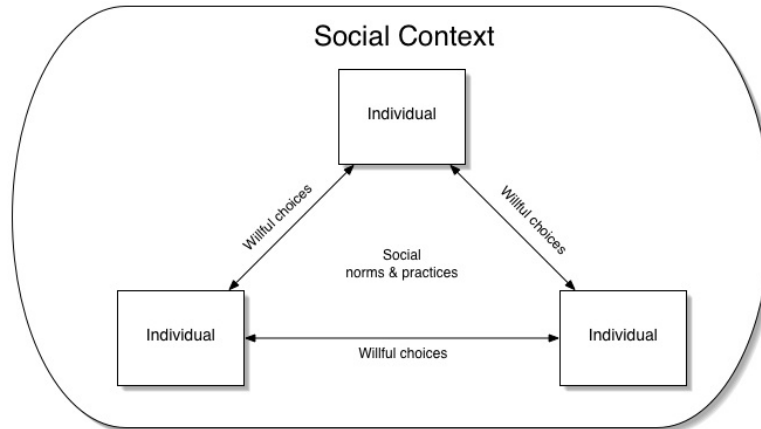 Social Context
Individual
Willful choices
Willful choices
Social
norms & practices
Individual
Individual
Willful choices